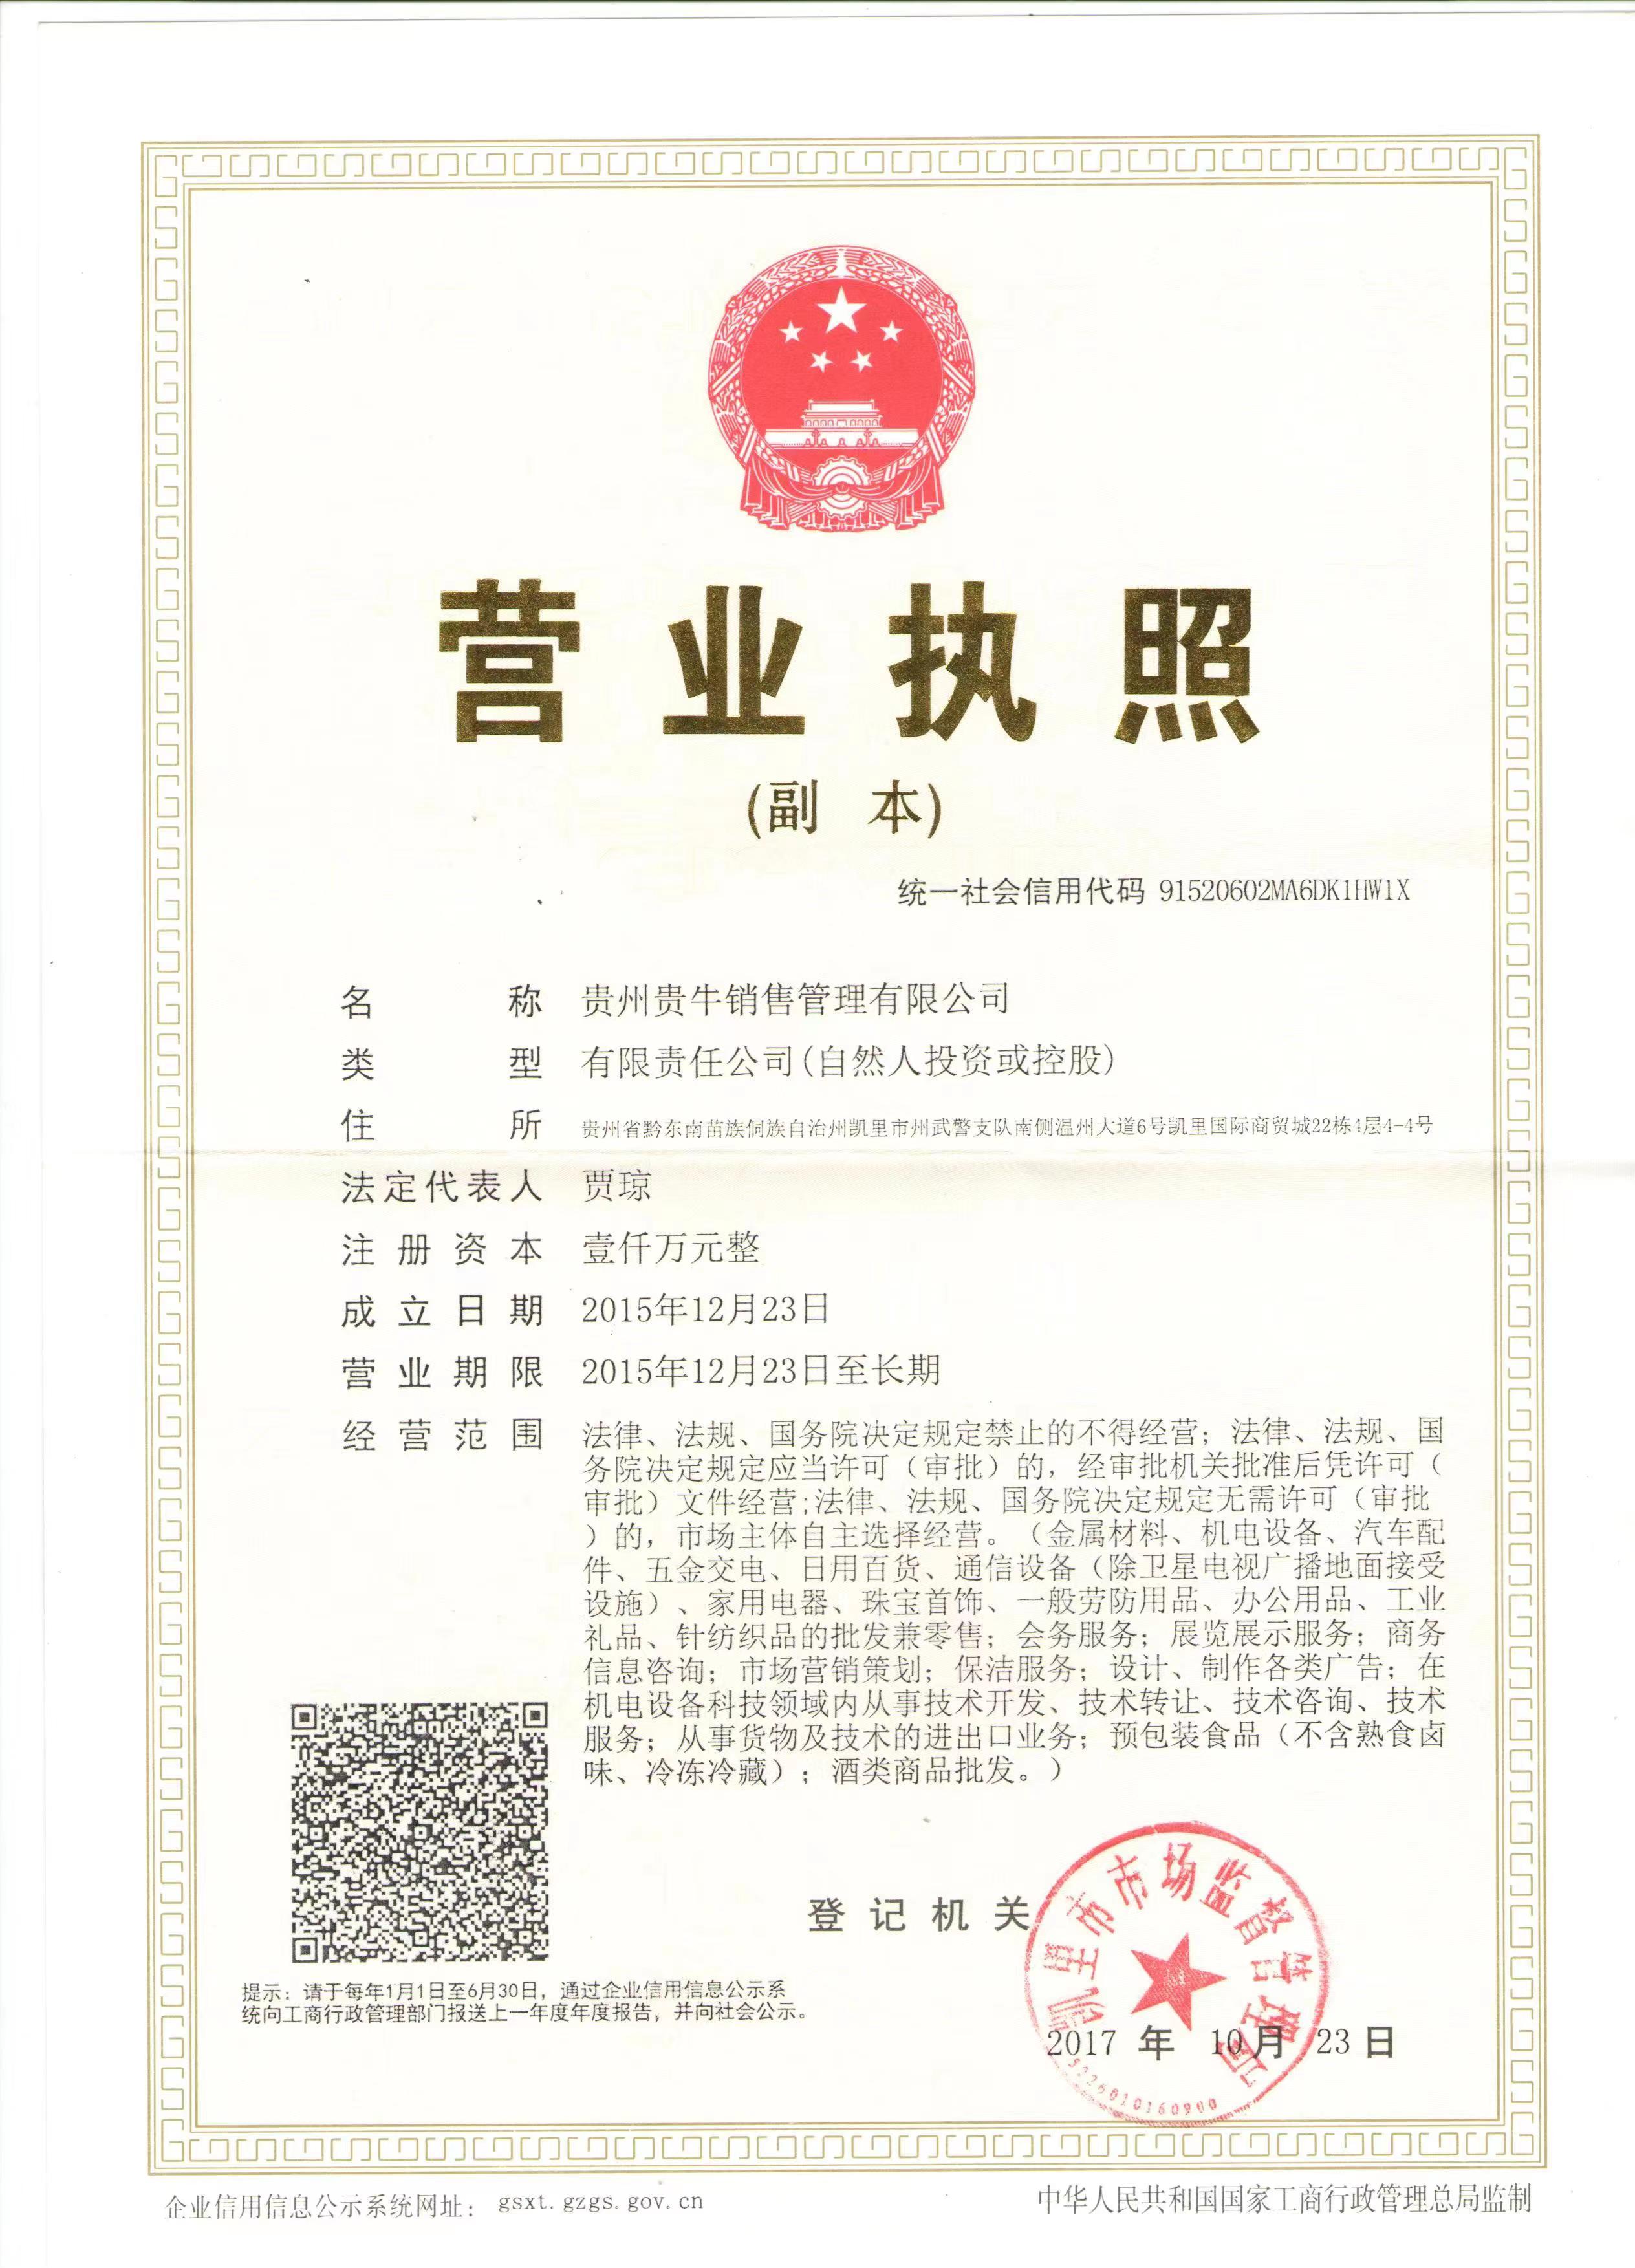 营业执照
(副 本)
统一社会信用代码 91520602MA6DK1HW1X
名 称 贵州贵牛销售管理有限公司
类 型 有限责任公司(自然人投资或控股)
住 所 贵州省黔东南苗族侗族自治州凯里市州武警支队南侧温州大道6号凯里国际商贸城22栋4层4-4号
法定代表人 贾琼
注册资本 壹仟万元整
成立日期 2015年12月23日
营业期限 2015年12月23日至长期
经营范围 法律、法规、国务院决定规定禁止的不得经营；法律、法规、国
务院决定规定应当许可（审批）的，经审批机关批准后凭许可（
审批）文件经营;法律、法规、国务院决定规定无需许可（审批
）的，市场主体自主选择经营。（金属材料、机电设备、汽车配
件、五金交电、日用百货、通信设备（除卫星电视广播地面接受
设施）、家用电器、珠宝首饰、一般劳防用品、办公用品、工业
礼品、针纺织品的批发兼零售；会务服务；展览展示服务；商务
信息咨询；市场营销策划；保洁服务；设计、制作各类广告；在
机电设备科技领域内从事技术开发、技术转让、技术咨询、技术
服务；从事货物及技术的进出口业务；预包装食品（不含熟食卤
味、冷冻冷藏）；酒类商品批发。）
登记机关
凯里市市场监督管理局
2017 年 10 月 23 日
5226010160900
提示：请于每年1月1日至6月30日，通过企业信用信息公示系
统向工商行政管理部门报送上一年度年度报告，并向社会公示。
企业信用信息公示系统网址： gsxt.gzgs.gov.cn
中华人民共和国国家工商行政管理总局监制